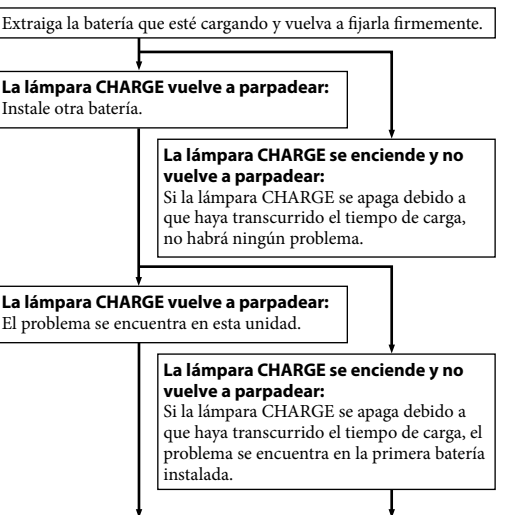 Extraiga la batería que esté cargando y vuelva a fijarla firmemente.
La lámpara CHARGE vuelve a parpadear:
Instale otra batería.
La lámpara CHARGE se enciende y no
vuelve a parpadear:
Si la lámpara CHARGE se apaga debido a
que haya transcurrido el tiempo de carga,
no habrá ningún problema.
La lámpara CHARGE vuelve a parpadear:
El problema se encuentra en esta unidad.
La lámpara CHARGE se enciende y no
vuelve a parpadear:
Si la lámpara CHARGE se apaga debido a
que haya transcurrido el tiempo de carga, el
problema se encuentra en la primera batería
instalada.